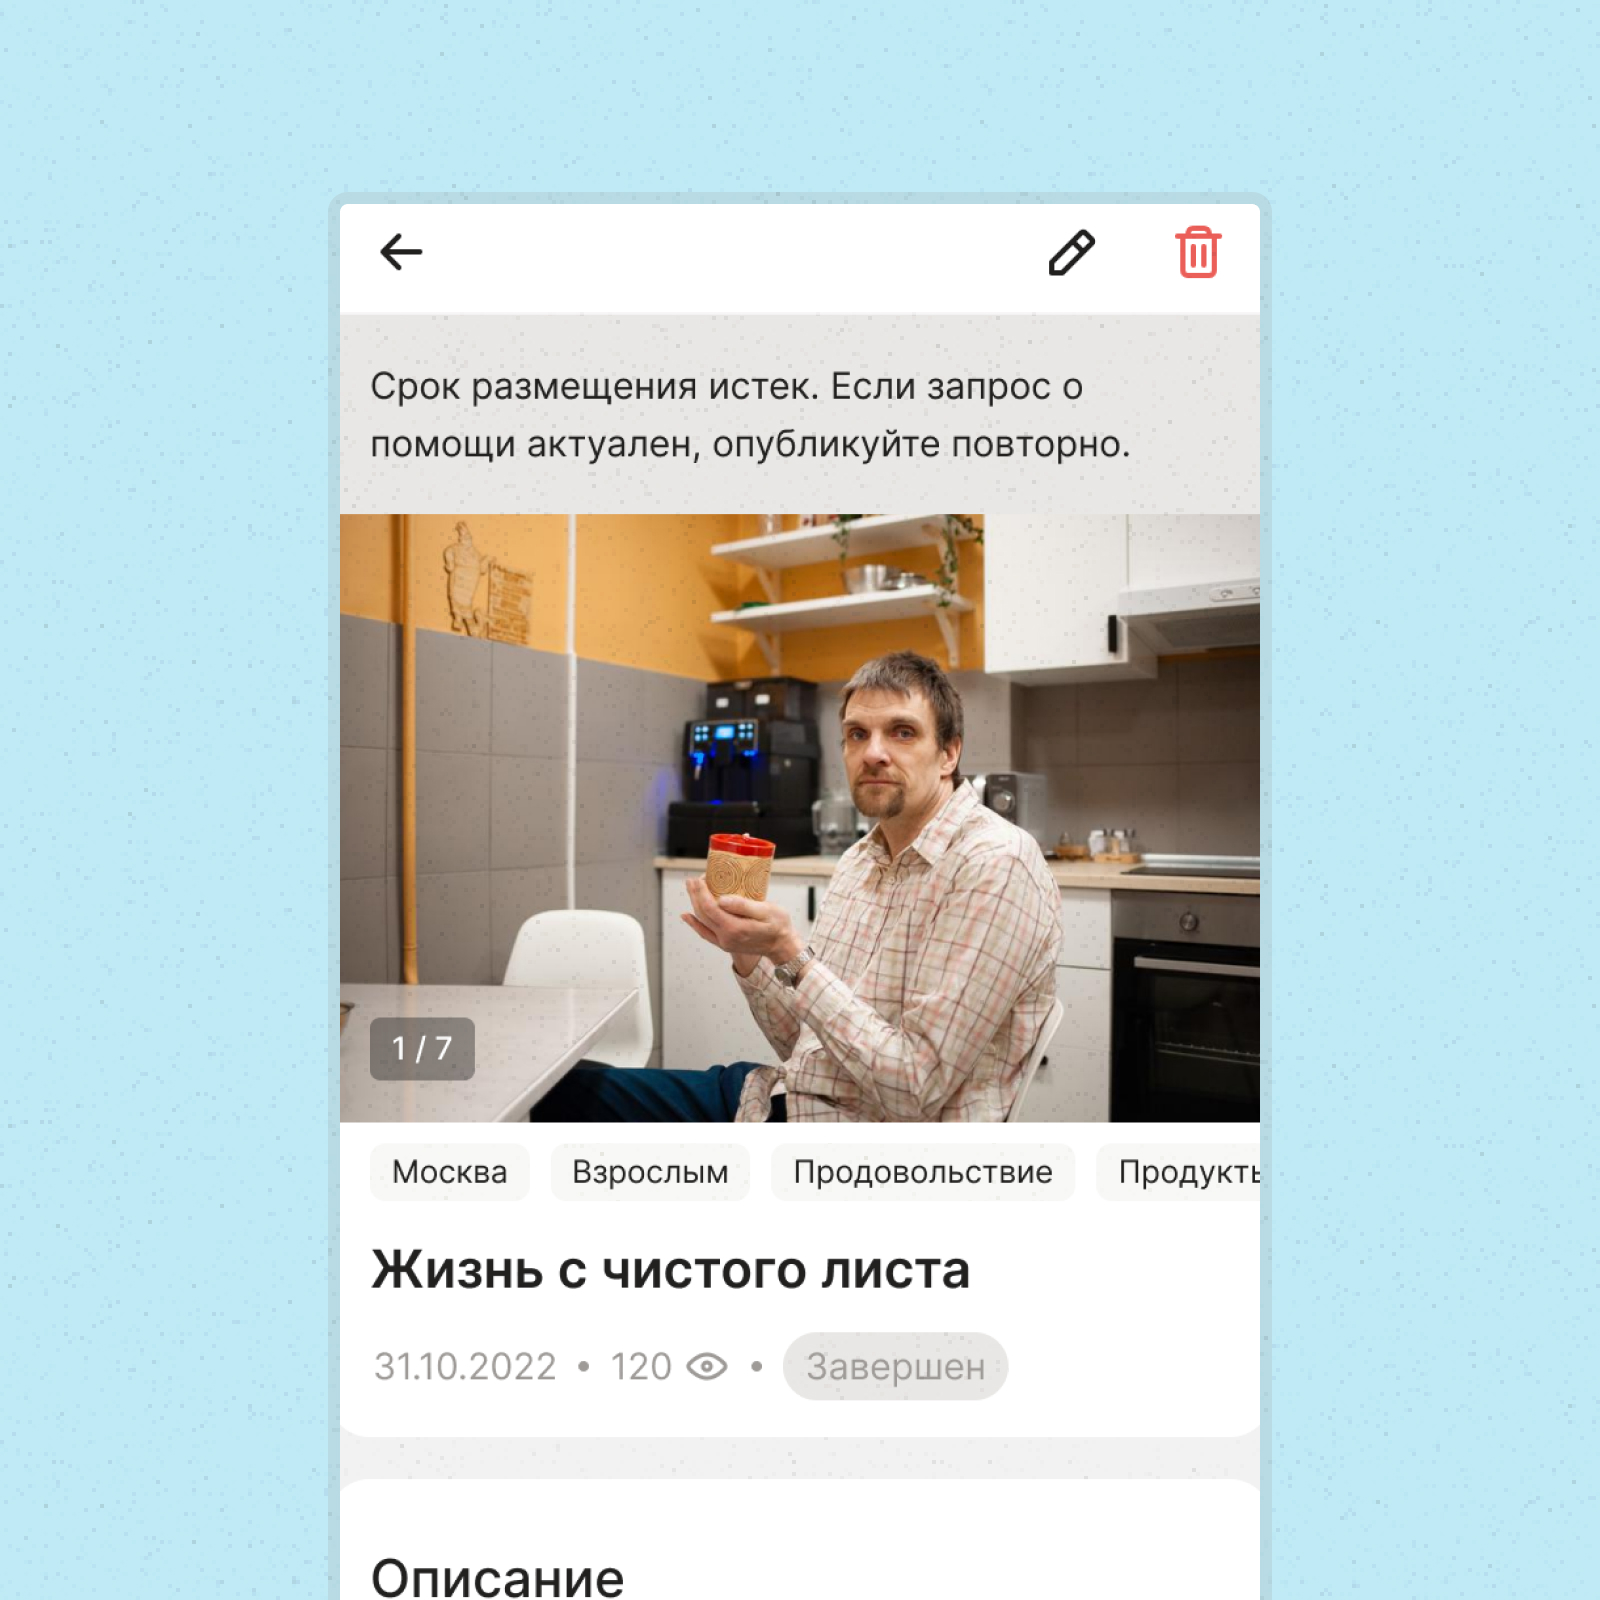 Срок размещения истек. Если запрос о
помощи актуален, опубликуйте повторно.
1 / 7
Москва
Взрослым
Продовольствие
Продукты
Жизнь с чистого листа
31.10.2022 • 120 • Завершен
Описание